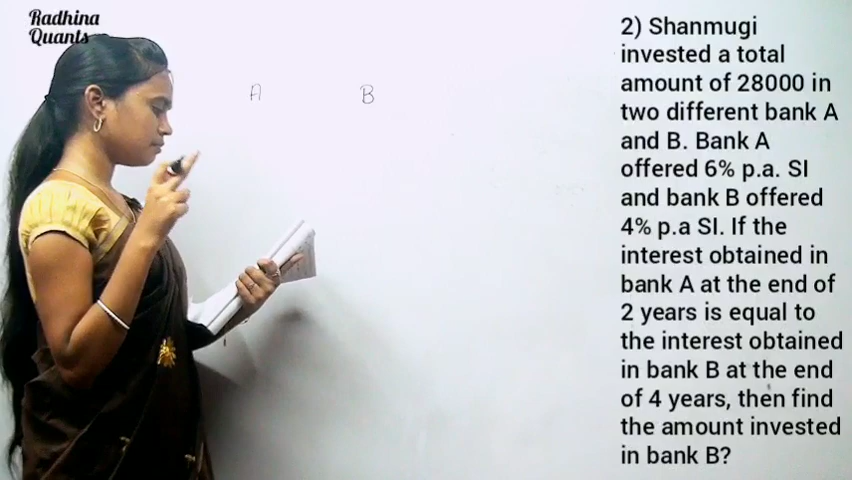 Radhina
Quants
A B
2) Shanmugi
invested a total
amount of 28000 in
two different bank A
and B. Bank A
offered 6% p.a. SI
and bank B offered
4% p.a SI. If the
interest obtained in
bank A at the end of
2 years is equal to
the interest obtained
in bank B at the end
of 4 years, then find
the amount invested
in bank B?